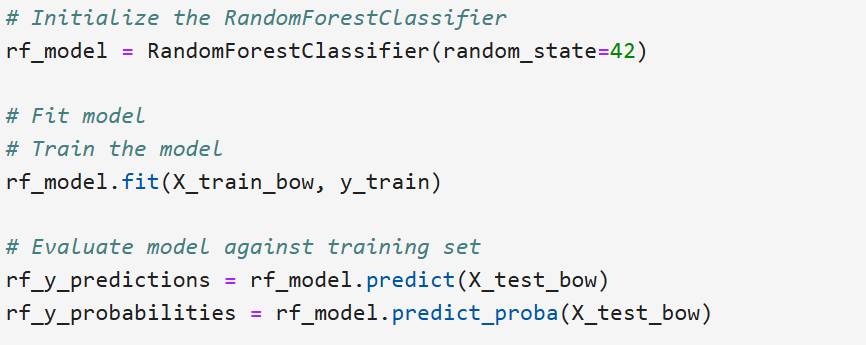 # Initialize the RandomForestClassifier
rf_model = RandomForestClassifier(random_state=42)
# Fit model
# Train the model
rf_model.fit(X_train_bow, y_train)
# Evaluate model against training set
rf_y_predictions = rf_model.predict(X_test_bow)
rf_y_probabilities = rf_model.predict_proba(X_test_bow)